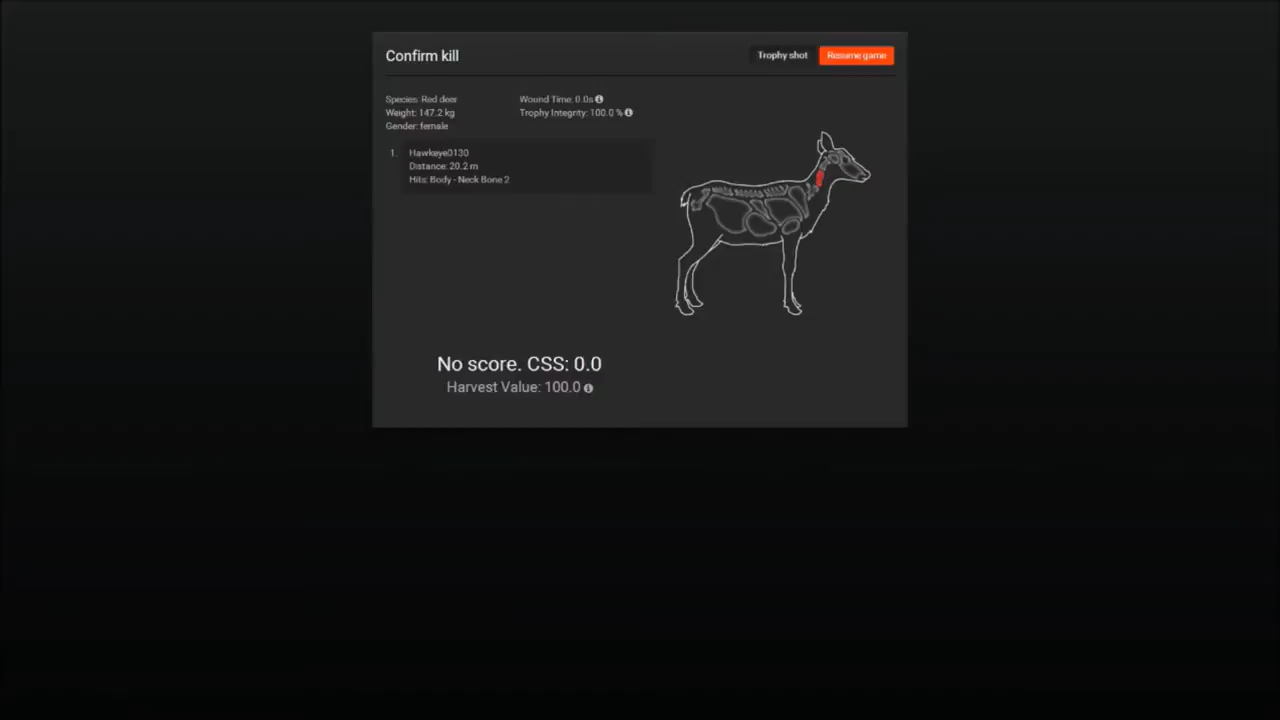 Confirm kill
Trophy shot
Resume game
Species: Red deer
Weight: 147.2 kg
Gender: female
Wound Time: 0.0s
Trophy Integrity: 100.0 %
1. Hawkeye0130
Distance: 20.2 m
Hits: Body - Neck Bone 2
No score. CSS: 0.0
Harvest Value: 100.0